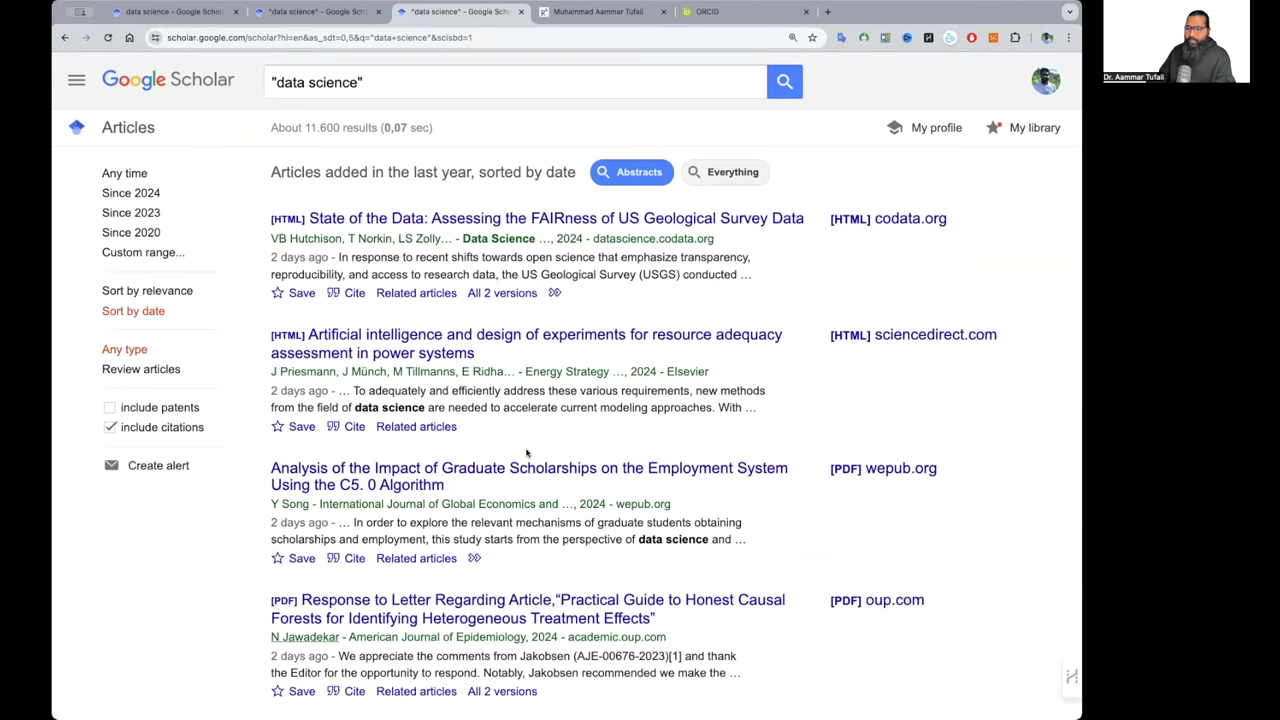 data science - Google Schol
"data science" - Google Scho
"data science" - Google Scho
Muhammad Aammar Tufail
ORCID
scholar.google.com/scholar?hl=en&as_sdt=0,5&q="data+science"&scisbd=1
Dr. Aammar Tufail
Google Scholar
"data science"
Articles
About 11.600 results (0,07 sec)
My profile
My library
Any time
Since 2024
Since 2023
Since 2020
Custom range...
Sort by relevance
Sort by date
Any type
Review articles
include patents
include citations
Create alert
Articles added in the last year, sorted by date
Abstracts
Everything
[HTML] State of the Data: Assessing the FAIRness of US Geological Survey Data
[HTML] codata.org
VB Hutchison, T Norkin, LS Zolly… - Data Science …, 2024 - datascience.codata.org
2 days ago - In response to recent shifts towards open science that emphasize transparency,
reproducibility, and access to research data, the US Geological Survey (USGS) conducted …
Save Cite Related articles All 2 versions
[HTML] Artificial intelligence and design of experiments for resource adequacy
assessment in power systems
[HTML] sciencedirect.com
J Priesmann, J Münch, M Tillmanns, E Ridha… - Energy Strategy …, 2024 - Elsevier
2 days ago - … To adequately and efficiently address these various requirements, new methods
from the field of data science are needed to accelerate current modeling approaches. With …
Save Cite Related articles
Analysis of the Impact of Graduate Scholarships on the Employment System
Using the C5. 0 Algorithm
[PDF] wepub.org
Y Song - International Journal of Global Economics and …, 2024 - wepub.org
2 days ago - … In order to explore the relevant mechanisms of graduate students obtaining
scholarships and employment, this study starts from the perspective of data science and …
Save Cite Related articles
[PDF] Response to Letter Regarding Article,“Practical Guide to Honest Causal
Forests for Identifying Heterogeneous Treatment Effects”
[PDF] oup.com
N Jawadekar - American Journal of Epidemiology, 2024 - academic.oup.com
2 days ago - We appreciate the comments from Jakobsen (AJE-00676-2023)[1] and thank
the Editor for the opportunity to respond. Notably, Jakobsen recommended we make the …
Save Cite Related articles All 2 versions